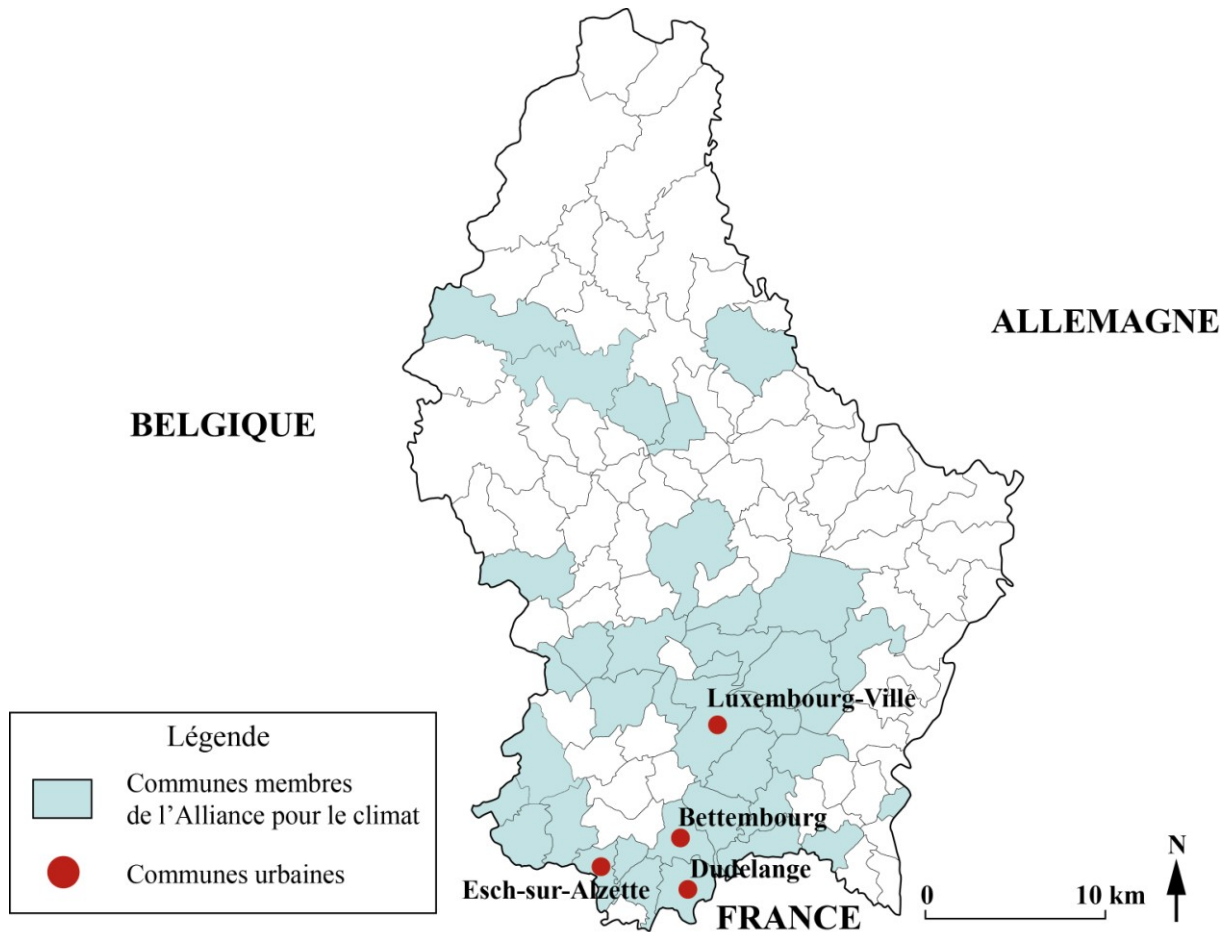 ALLEMAGNE
BELGIQUE
Luxembourg-Ville
Légende
Communes membres
de l'Alliance pour le climat
Bettembourg
Communes urbaines
Dudelange
Esch-sur-Alzette
FRANCE
N
0 10 km